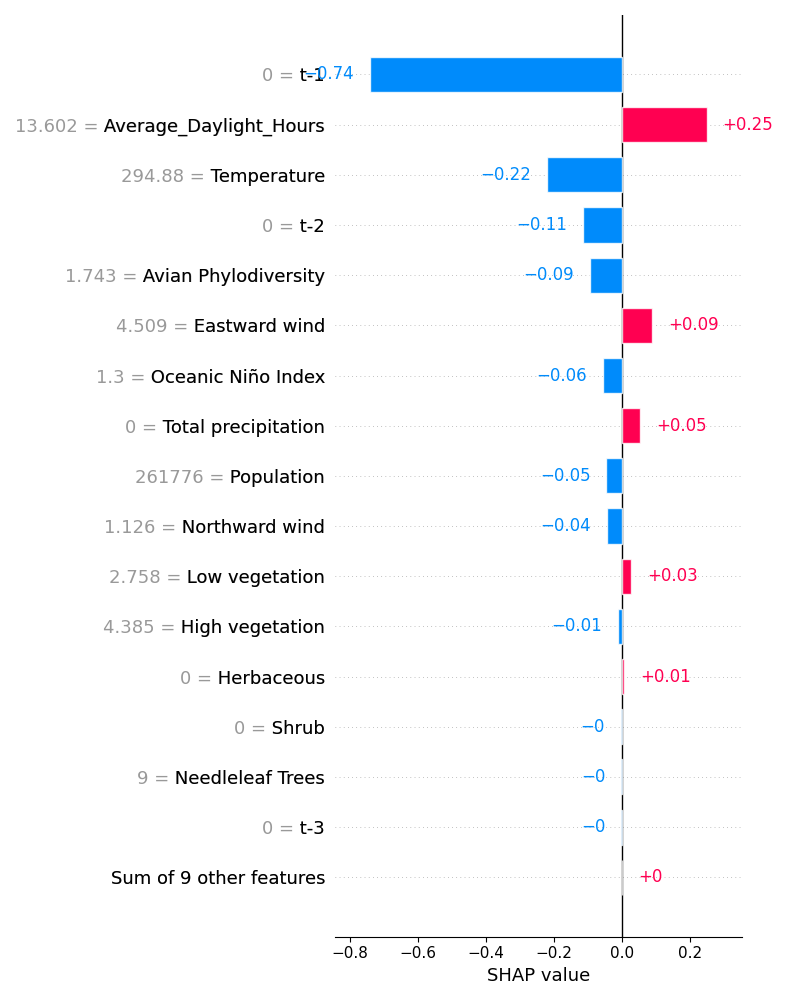 0 = t-1 −0.74
13.602 = Average_Daylight_Hours +0.25
294.88 = Temperature −0.22
0 = t-2 −0.11
1.743 = Avian Phylodiversity −0.09
4.509 = Eastward wind +0.09
1.3 = Oceanic Niño Index −0.06
0 = Total precipitation +0.05
261776 = Population −0.05
1.126 = Northward wind −0.04
2.758 = Low vegetation +0.03
4.385 = High vegetation −0.01
0 = Herbaceous +0.01
0 = Shrub −0
9 = Needleleaf Trees −0
0 = t-3 −0
Sum of 9 other features +0
−0.8 −0.6 −0.4 −0.2 0.0 0.2
SHAP value